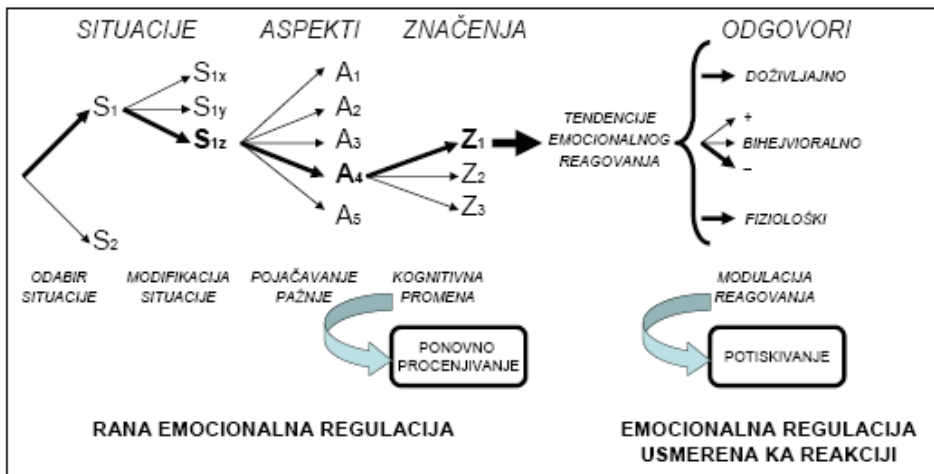 SITUACIJE ASPEKTI ZNAČENJA ODGOVORI
S1
S2
S1x
S1y
S1z
A1
A2
A3
A4
A5
Z1
Z2
Z3
TENDENCIJE
EMOCIONALNOG
REAGOVANJA
DOŽIVLJAJNO
+
BIHEJVIORALNO
–
FIZIOLOŠKI
ODABIR
SITUACIJE
MODIFIKACIJA
SITUACIJE
POJAČAVANJE
PAŽNJE
KOGNITIVNA
PROMENA
MODULACIJA
REAGOVANJA
PONOVNO
PROCENJIVANJE
POTISKIVANJE
RANA EMOCIONALNA REGULACIJA
EMOCIONALNA REGULACIJA
USMERENA KA REAKCIJI